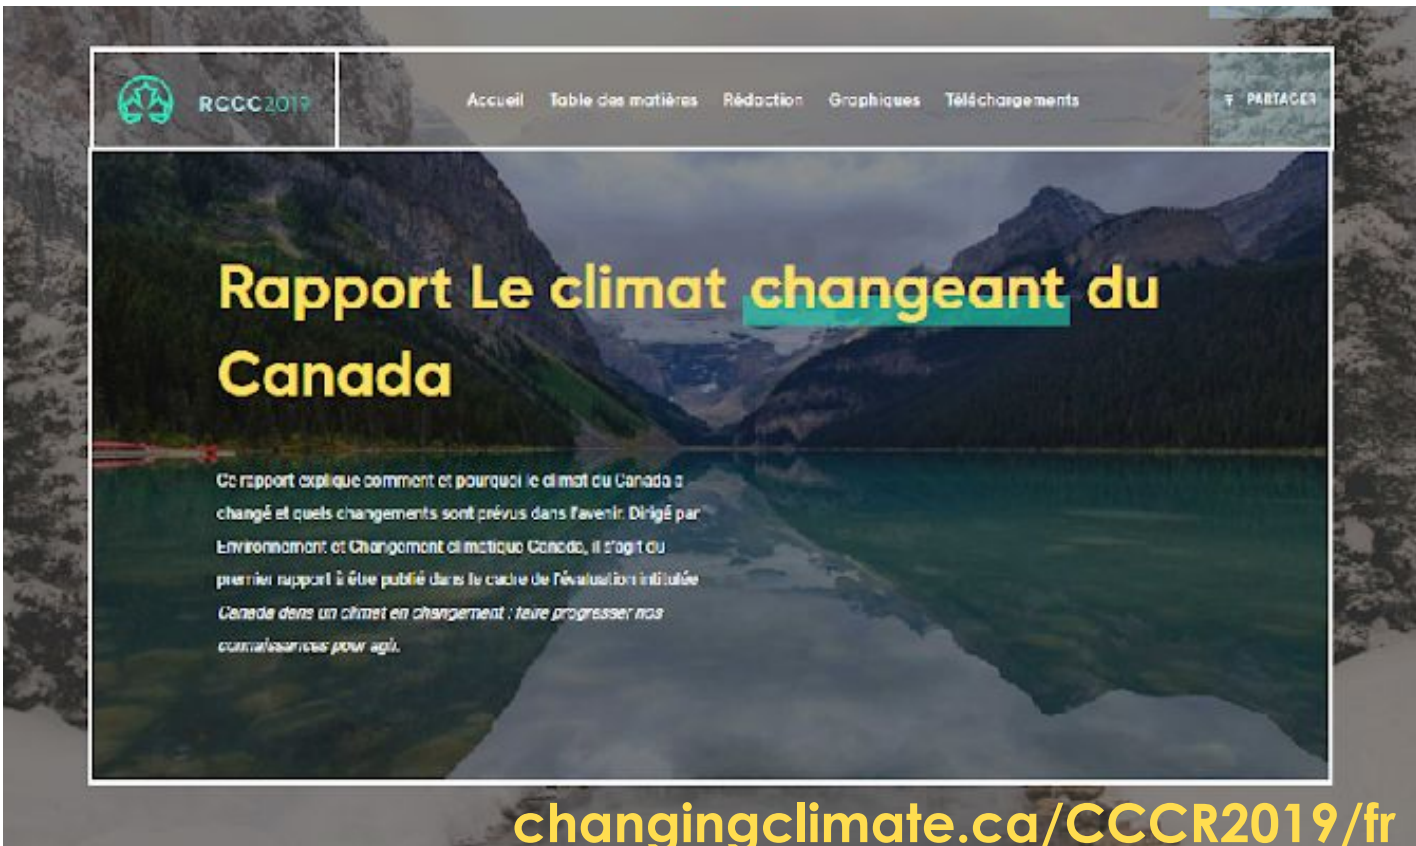 RCCC2019
Accueil Table des matières Rédaction Graphiques Téléchargements
PARTAGER
Rapport Le climat changeant du
Canada
Ce rapport explique comment et pourquoi le climat du Canada a
changé et quels changements sont prévus dans l'avenir. Dirigé par
Environnement et Changement climatique Canada, il s'agit du
premier rapport à être publié dans le cadre de l'évaluation intitulée
Canada dans un climat en changement : faire progresser nos
connaissances pour agir.
changingclimate.ca/CCCR2019/fr